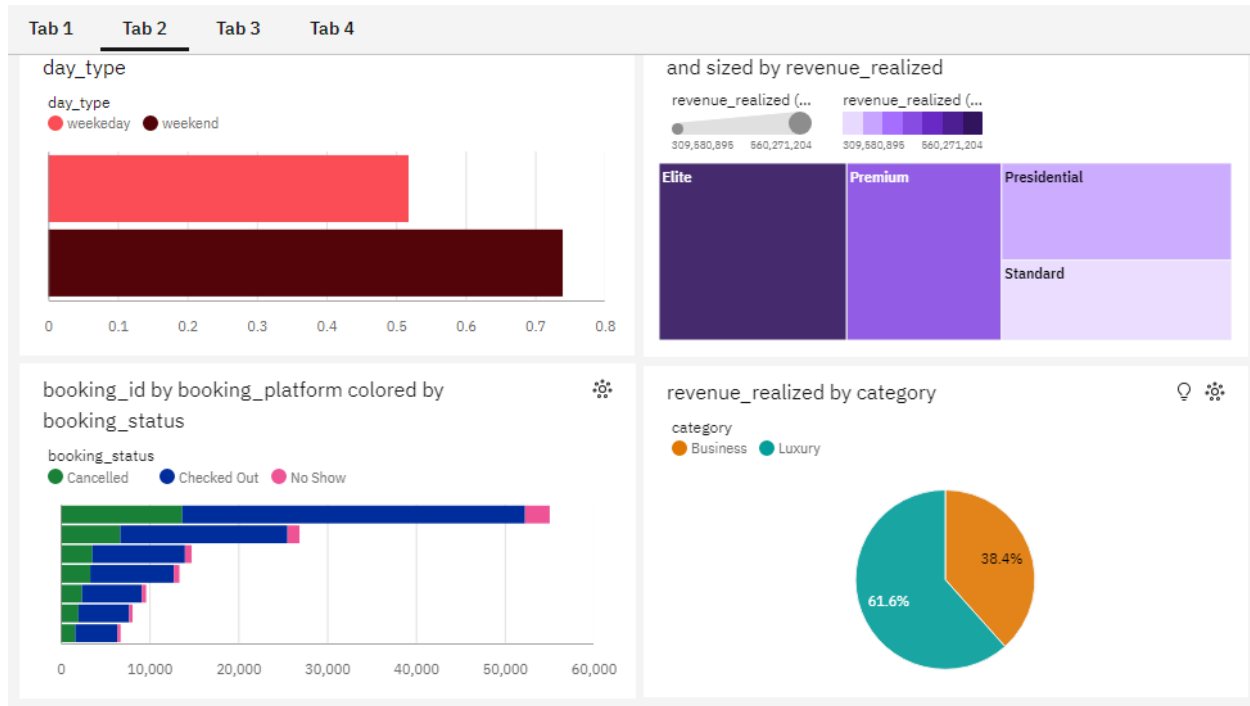 Tab 1 Tab 2 Tab 3 Tab 4
day_type
day_type
weekeday weekend
0 0.1 0.2 0.3 0.4 0.5 0.6 0.7 0.8
and sized by revenue_realized
revenue_realized (... revenue_realized (...
309,580,895 560,271,204 309,580,895 560,271,204
Elite Premium Presidential
Standard
booking_id by booking_platform colored by
booking_status
booking_status
Cancelled Checked Out No Show
0 10,000 20,000 30,000 40,000 50,000 60,000
revenue_realized by category
category
Business Luxury
38.4%
61.6%